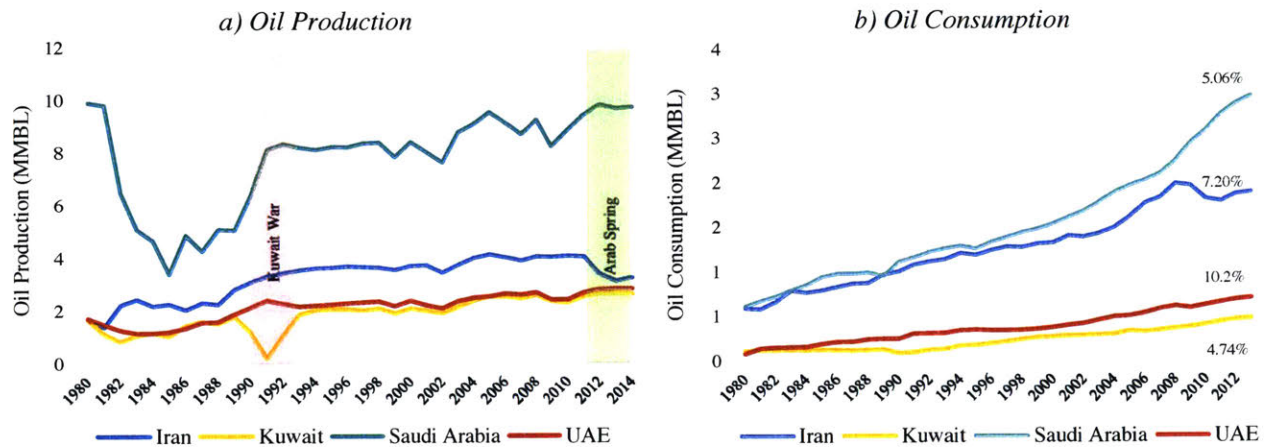 a) Oil Production
Oil Production (MMBL)
12
10
8
6
4
2
0
Kuwait War
Arab Spring
1980 1982 1984 1986 1988 1990 1992 1994 1996 1998 2000 2002 2004 2006 2008 2010 2012 2014
Iran Kuwait Saudi Arabia UAE
b) Oil Consumption
Oil Consumption (MMBL)
4
3
3
2
2
1
1
0
5.06%
7.20%
10.2%
4.74%
1980 1982 1984 1986 1988 1990 1992 1994 1996 1998 2000 2002 2004 2006 2008 2010 2012
Iran Kuwait Saudi Arabia UAE